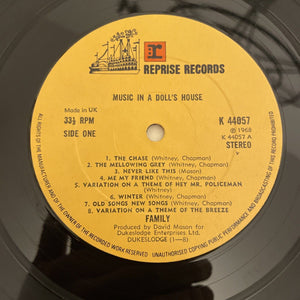 REPRISE RECORDS
MUSIC IN A DOLL'S HOUSE
Made in UK
33⅓ RPM
SIDE ONE
K 44057
℗ 1968
K 44057 A
STEREO
1. THE CHASE (Whitney, Chapman)
2. THE MELLOWING GREY (Whitney, Chapman)
3. NEVER LIKE THIS (Mason)
4. ME MY FRIEND (Whitney, Chapman)
5. VARIATION ON A THEME OF HEY MR. POLICEMAN
(Whitney)
6. WINTER (Whitney, Chapman)
7. OLD SONGS NEW SONGS (Whitney, Chapman)
8. VARIATION ON A THEME OF THE BREEZE
FAMILY
Produced by David Mason for
Dukeslodge Enterprises Ltd.
DUKESLODGE (1—8)
ALL RIGHTS OF THE MANUFACTURER AND OF THE OWNER OF THE RECORDED WORK RESERVED UNAUTHORISED COPYING PUBLIC PERFORMANCE AND BROADCASTING OF THIS RECORD PROHIBITED